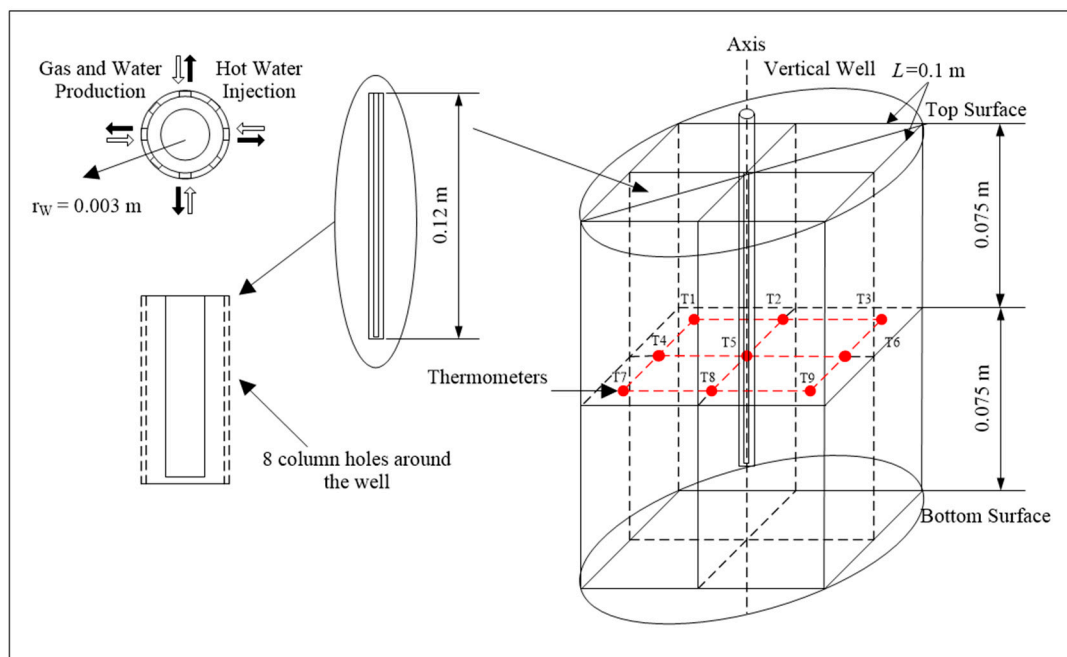 Gas and Water
Production
Hot Water
Injection
r_W = 0.003 m
0.12 m
8 column holes around
the well
Thermometers
Axis
Vertical Well
L=0.1 m
Top Surface
0.075 m
T1
T2
T3
T4
T5
T6
T7
T8
T9
0.075 m
Bottom Surface